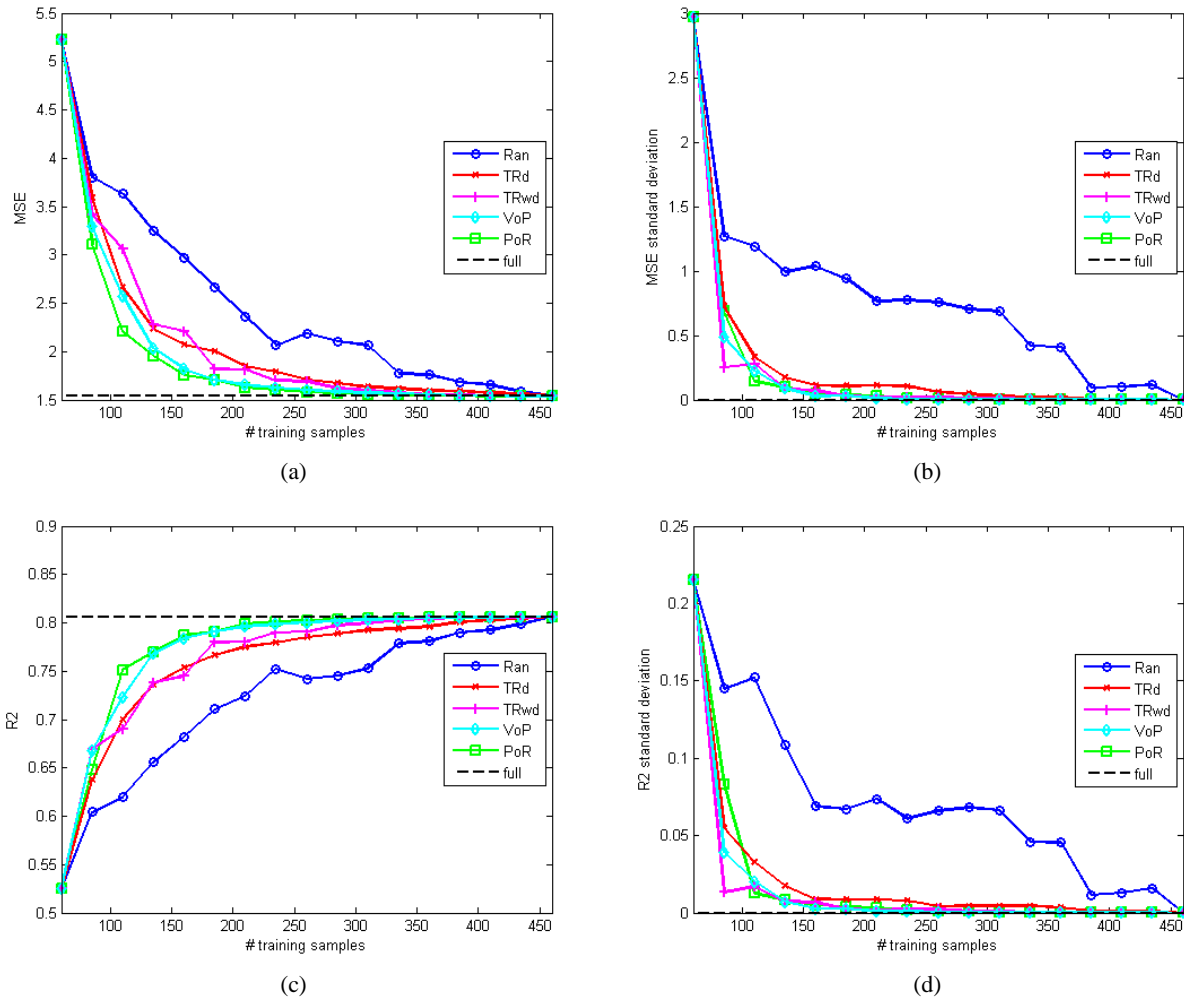 5.5
5
4.5
4
3.5
3
2.5
2
1.5
MSE
100 150 200 250 300 350 400 450
# training samples
Ran
TRd
TRwd
VoP
PoR
full
(a)
3
2.5
2
1.5
1
0.5
0
MSE standard deviation
100 150 200 250 300 350 400 450
# training samples
Ran
TRd
TRwd
VoP
PoR
full
(b)
0.9
0.85
0.8
0.75
0.7
0.65
0.6
0.55
0.5
R2
100 150 200 250 300 350 400 450
# training samples
Ran
TRd
TRwd
VoP
PoR
full
(c)
0.25
0.2
0.15
0.1
0.05
0
R2 standard deviation
100 150 200 250 300 350 400 450
# training samples
Ran
TRd
TRwd
VoP
PoR
full
(d)